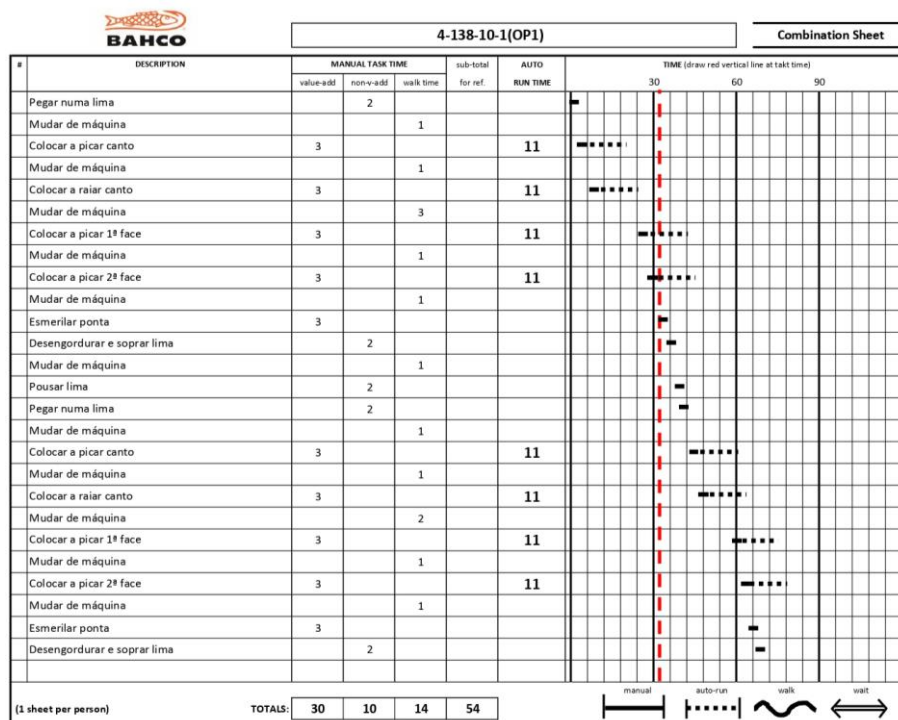 BAHCO
4-138-10-1(OP1)
Combination Sheet
# DESCRIPTION MANUAL TASK TIME sub-total AUTO TIME (draw red vertical line at takt time)
value-add non-v-add walk time for ref. RUN TIME 30 60 90
Pegar numa lima 2
Mudar de máquina 1
Colocar a picar canto 3 11
Mudar de máquina 1
Colocar a raiar canto 3 11
Mudar de máquina 3
Colocar a picar 1ª face 3 11
Mudar de máquina 1
Colocar a picar 2ª face 3 11
Mudar de máquina 1
Esmerilar ponta 3
Desengordurar e soprar lima 2
Mudar de máquina 1
Pousar lima 2
Pegar numa lima 2
Mudar de máquina 1
Colocar a picar canto 3 11
Mudar de máquina 1
Colocar a raiar canto 3 11
Mudar de máquina 2
Colocar a picar 1ª face 3 11
Mudar de máquina 1
Colocar a picar 2ª face 3 11
Mudar de máquina 1
Esmerilar ponta 3
Desengordurar e soprar lima 2
manual auto-run walk wait
(1 sheet per person) TOTALS: 30 10 14 54